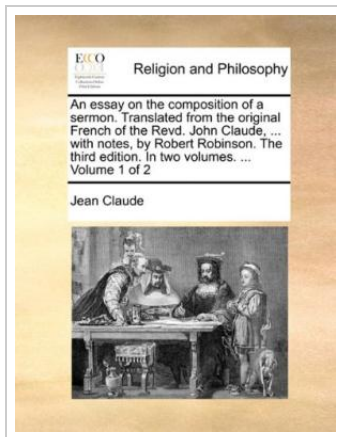 ECCO
Religion and Philosophy
An essay on the composition of a
sermon. Translated from the original
French of the Revd. John Claude, ...
with notes, by Robert Robinson. The
third edition. In two volumes. ...
Volume 1 of 2
Jean Claude